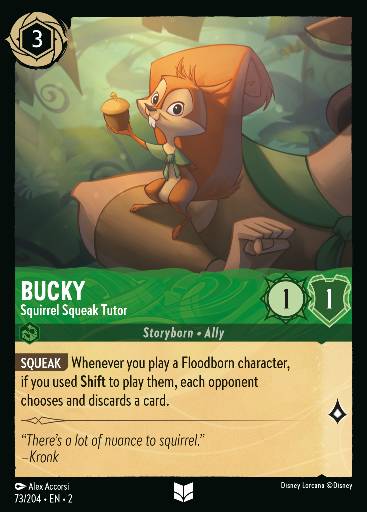 3
BUCKY
Squirrel Squeak Tutor
1
1
Storyborn • Ally
SQUEAK Whenever you play a Floodborn character,
if you used Shift to play them, each opponent
chooses and discards a card.
“There's a lot of nuance to squirrel.”
–Kronk
Alex Accorsi
Disney Lorcana ©Disney
73/204 • EN • 2